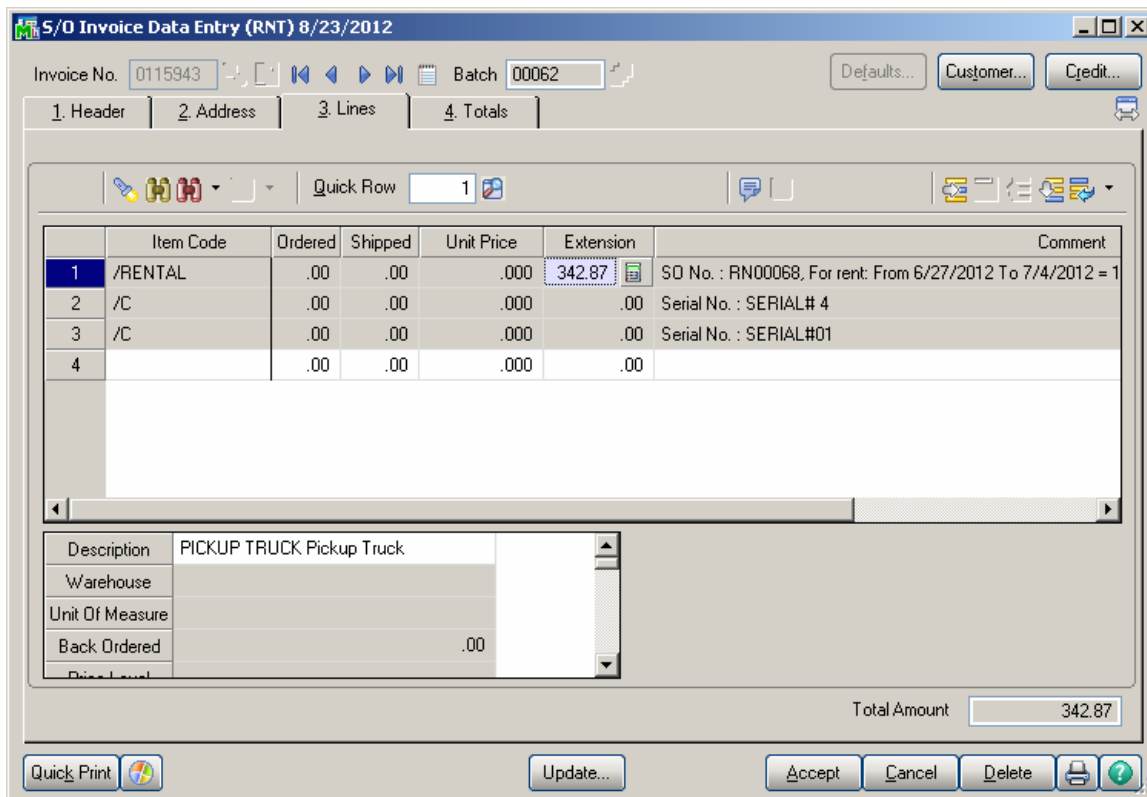 S/O Invoice Data Entry (RNT) 8/23/2012
Invoice No. 0115943 Batch 00062 Defaults... Customer... Credit...
1. Header 2. Address 3. Lines 4. Totals
Quick Row 1
Item Code Ordered Shipped Unit Price Extension Comment
1 /RENTAL .00 .00 .000 342.87 SO No. : RN00068, For rent: From 6/27/2012 To 7/4/2012 = 1
2 /C .00 .00 .000 .00 Serial No. : SERIAL# 4
3 /C .00 .00 .000 .00 Serial No. : SERIAL#01
4 .00 .00 .000 .00
Description PICKUP TRUCK Pickup Truck
Warehouse
Unit Of Measure
Back Ordered .00
Price Level
Total Amount 342.87
Quick Print Update... Accept Cancel Delete